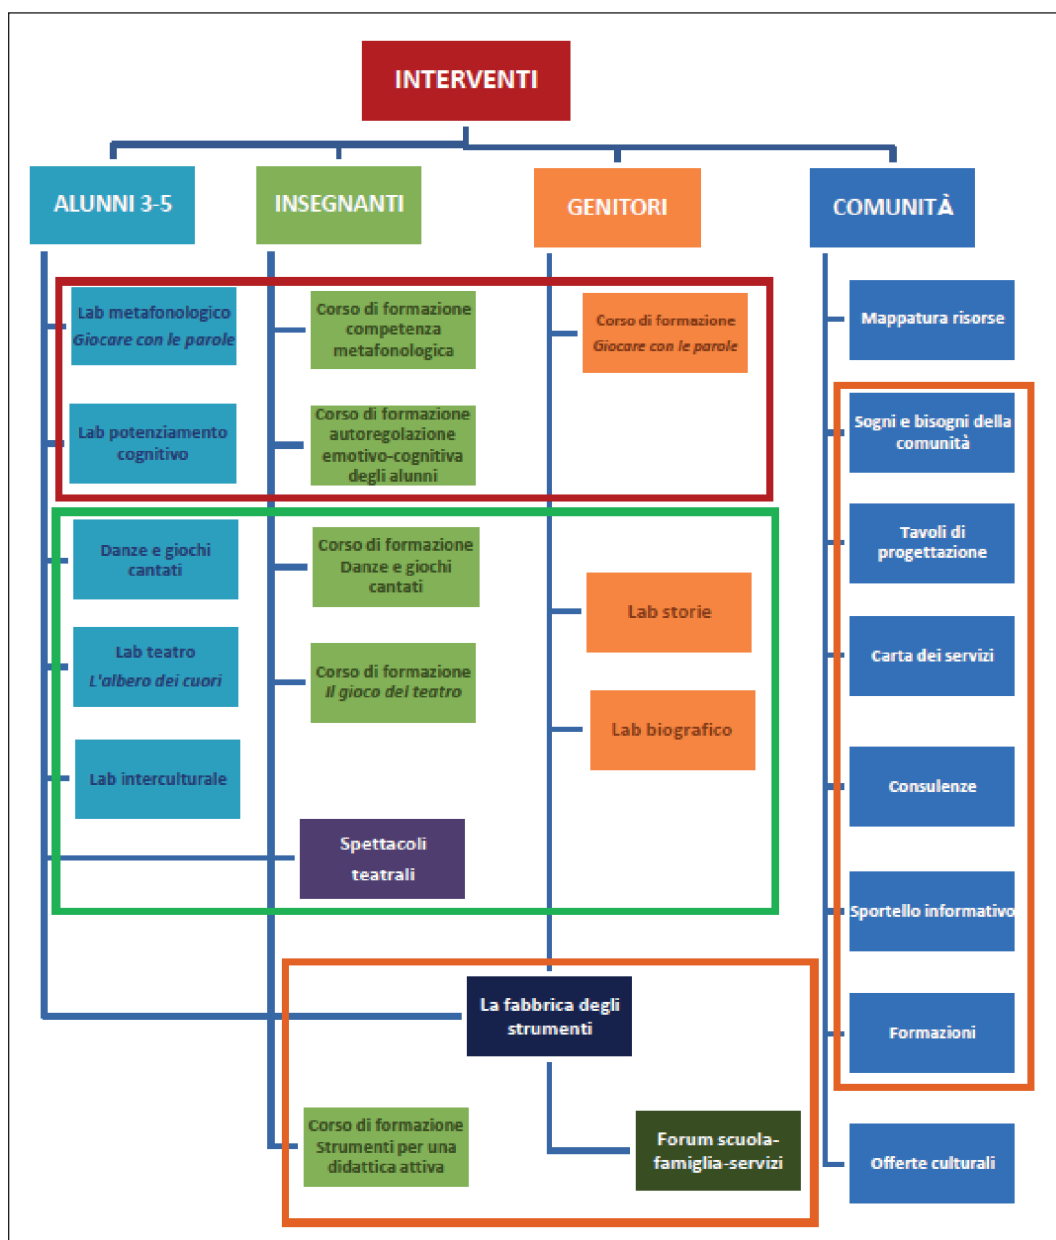 INTERVENTI
ALUNNI 3-5
INSEGNANTI
GENITORI
COMUNITÀ
Lab metafonologico
Giocare con le parole
Corso di formazione
competenza
metafonologica
Corso di formazione
Giocare con le parole
Mappatura risorse
Lab potenziamento
cognitivo
Corso di formazione
autoregolazione
emotivo-cognitiva
degli alunni
Sogni e bisogni della
comunità
Danze e giochi
cantati
Corso di formazione
Danze e giochi
cantati
Tavoli di
progettazione
Lab storie
Lab teatro
L'albero dei cuori
Corso di formazione
Il gioco del teatro
Carta dei servizi
Lab biografico
Lab interculturale
Consulenze
Spettacoli
teatrali
Sportello informativo
La fabbrica degli
strumenti
Formazioni
Corso di formazione
Strumenti per una
didattica attiva
Forum scuola-
famiglia-servizi
Offerte culturali